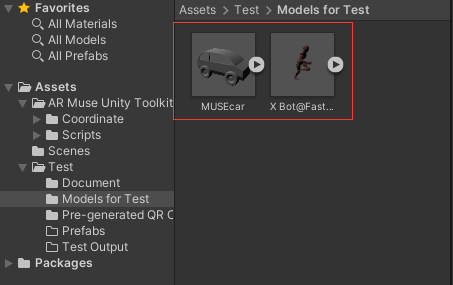 Favorites
All Materials
All Models
All Prefabs
Assets
AR Muse Unity Toolkit
Coordinate
Scripts
Scenes
Test
Document
Models for Test
Pre-generated QR C
Prefabs
Test Output
Packages
Assets > Test > Models for Test
MUSEcar
X Bot@Fast...